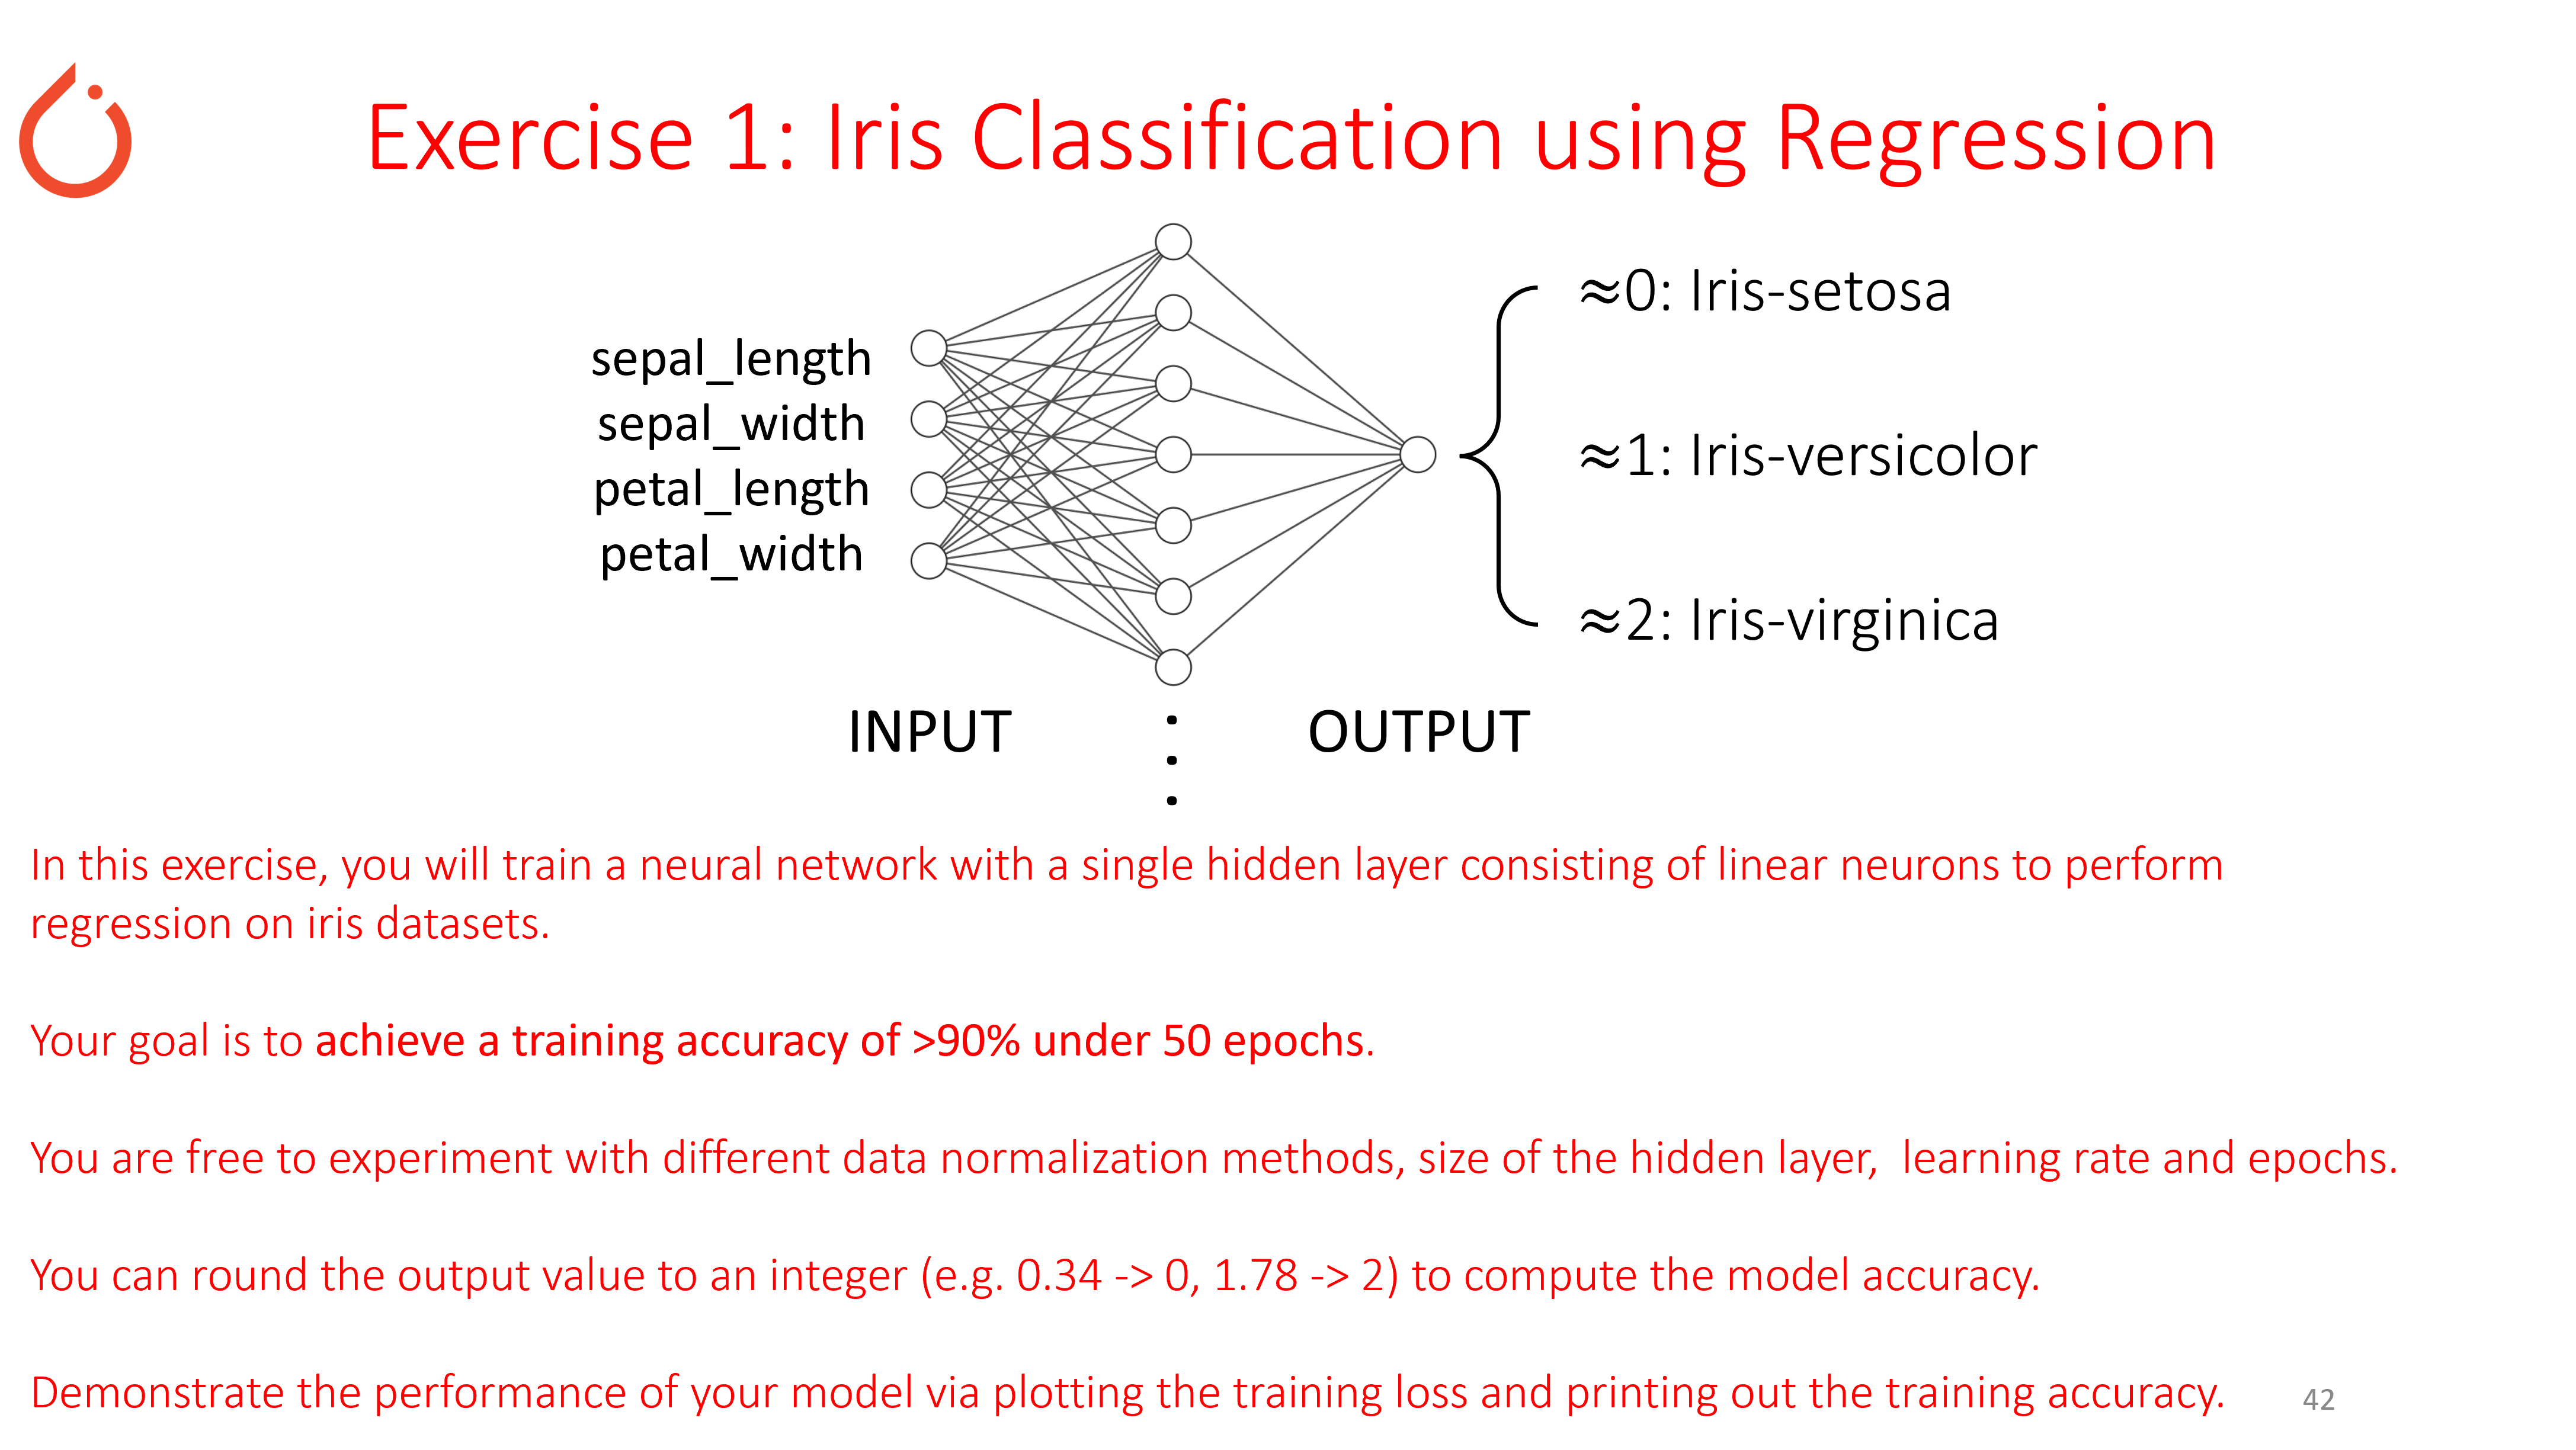 Exercise 1: Iris Classification using Regression
sepal_length
sepal_width
petal_length
petal_width
≈0: Iris-setosa
≈1: Iris-versicolor
≈2: Iris-virginica
INPUT
OUTPUT
In this exercise, you will train a neural network with a single hidden layer consisting of linear neurons to perform
regression on iris datasets.
Your goal is to achieve a training accuracy of >90% under 50 epochs.
You are free to experiment with different data normalization methods, size of the hidden layer,  learning rate and epochs.
You can round the output value to an integer (e.g. 0.34 -> 0, 1.78 -> 2) to compute the model accuracy.
Demonstrate the performance of your model via plotting the training loss and printing out the training accuracy.
42